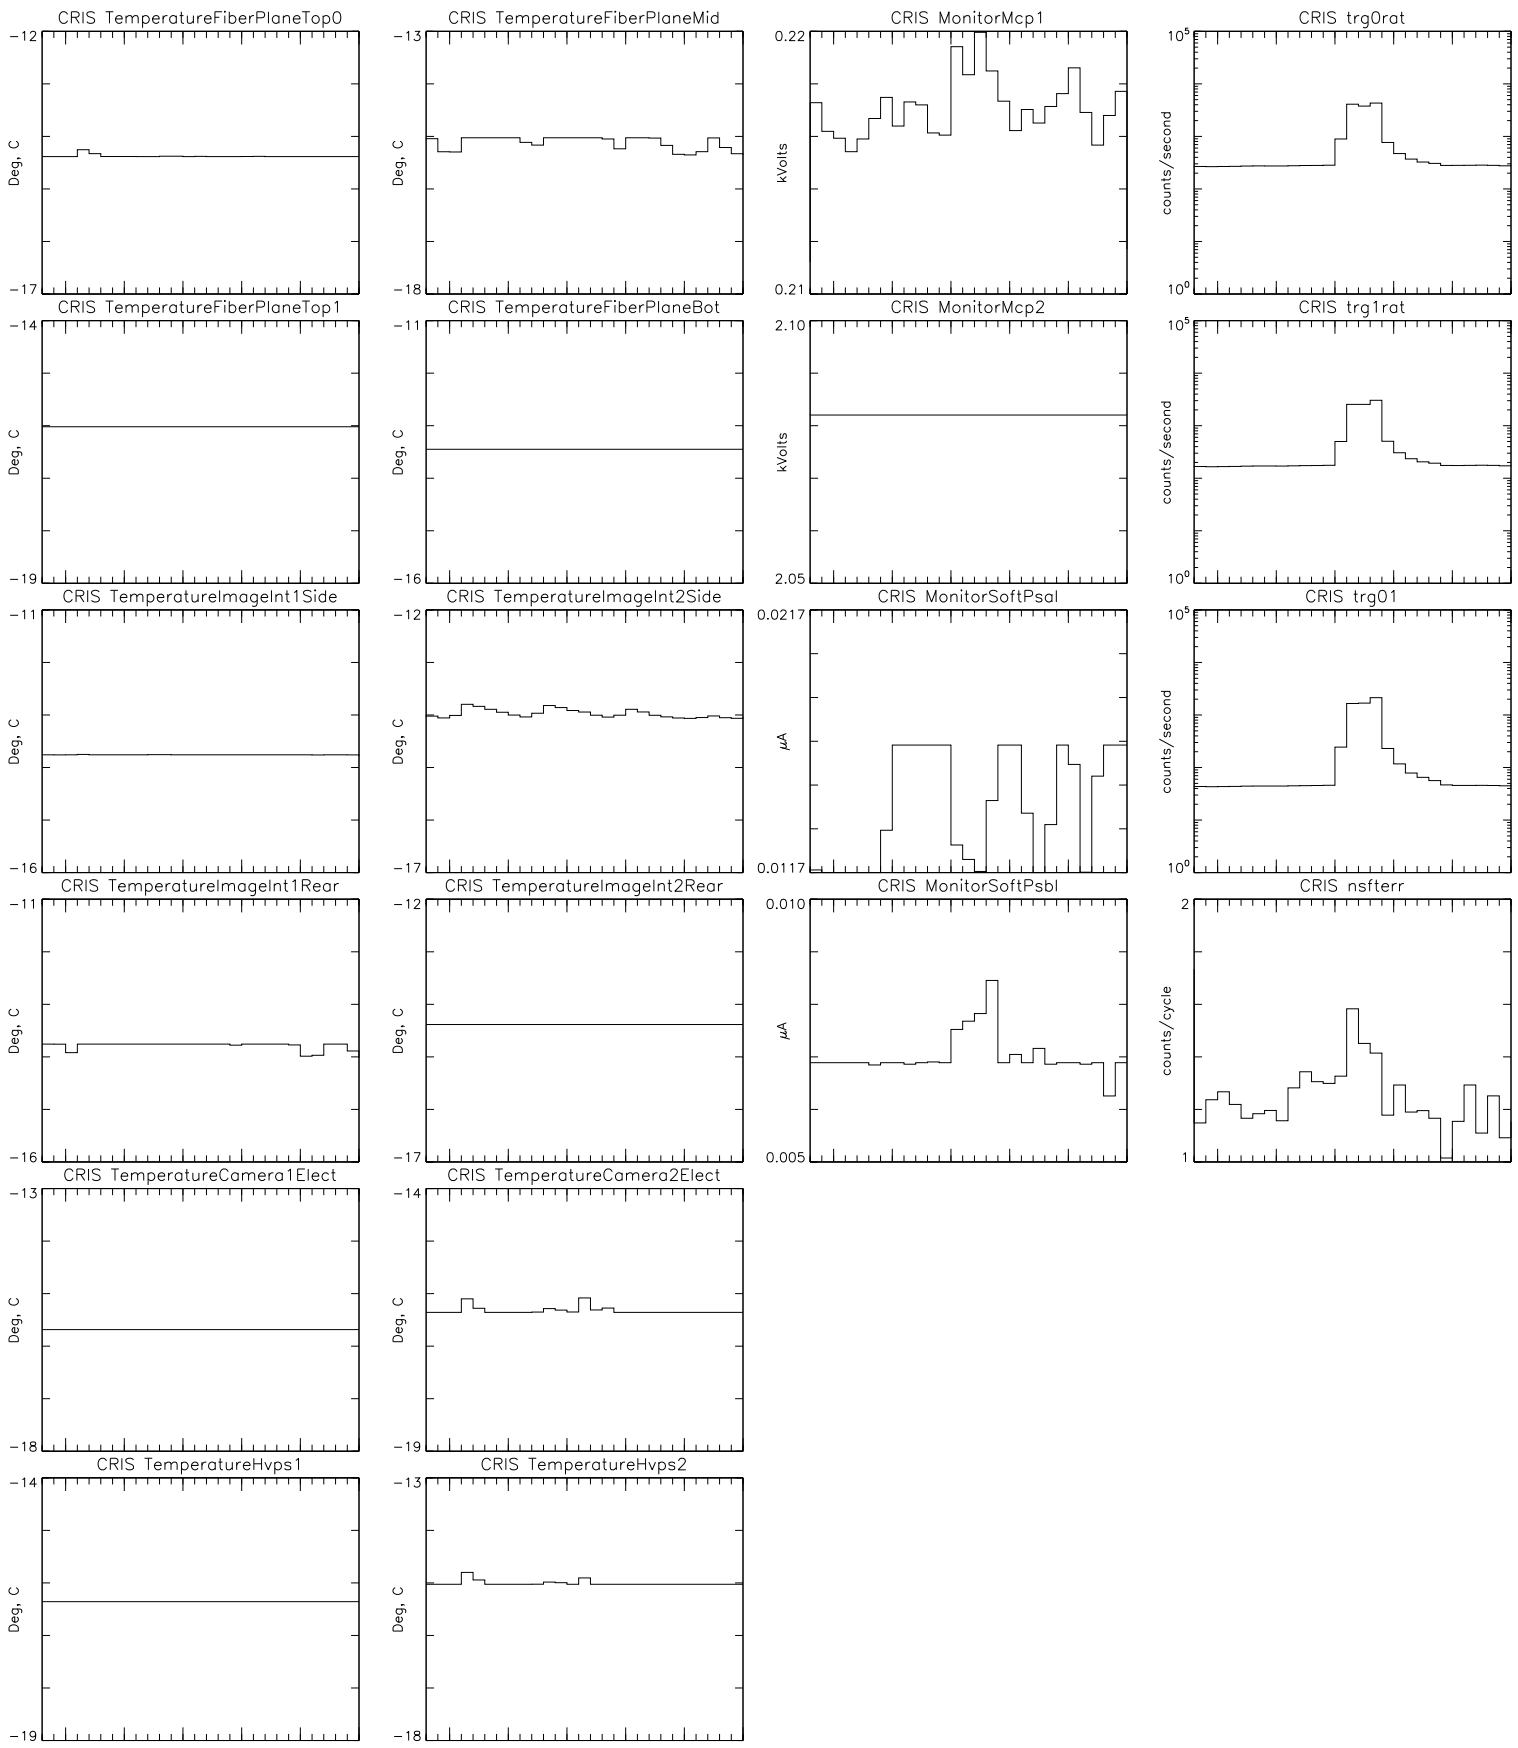 CRIS TemperatureFiberPlaneTop0
-12
Deg, C
-17
CRIS TemperatureFiberPlaneMid
-13
Deg, C
-18
CRIS MonitorMcp1
0.22
kVolts
0.21
CRIS trg0rat
10^5
counts/second
10^0
CRIS TemperatureFiberPlaneTop1
-14
Deg, C
-19
CRIS TemperatureFiberPlaneBot
-11
Deg, C
-16
CRIS MonitorMcp2
2.10
kVolts
2.05
CRIS trg1rat
10^5
counts/second
10^0
CRIS TemperatureImageInt1Side
-11
Deg, C
-16
CRIS TemperatureImageInt2Side
-12
Deg, C
-17
CRIS MonitorSoftPsaI
0.0217
μA
0.0117
CRIS trg01
10^5
counts/second
10^0
CRIS TemperatureImageInt1Rear
-11
Deg, C
-16
CRIS TemperatureImageInt2Rear
-12
Deg, C
-17
CRIS MonitorSoftPsbI
0.010
μA
0.005
CRIS nsfterr
2
counts/cycle
1
CRIS TemperatureCamera1Elect
-13
Deg, C
-18
CRIS TemperatureCamera2Elect
-14
Deg, C
-19
CRIS TemperatureHvps1
-14
Deg, C
-19
CRIS TemperatureHvps2
-13
Deg, C
-18